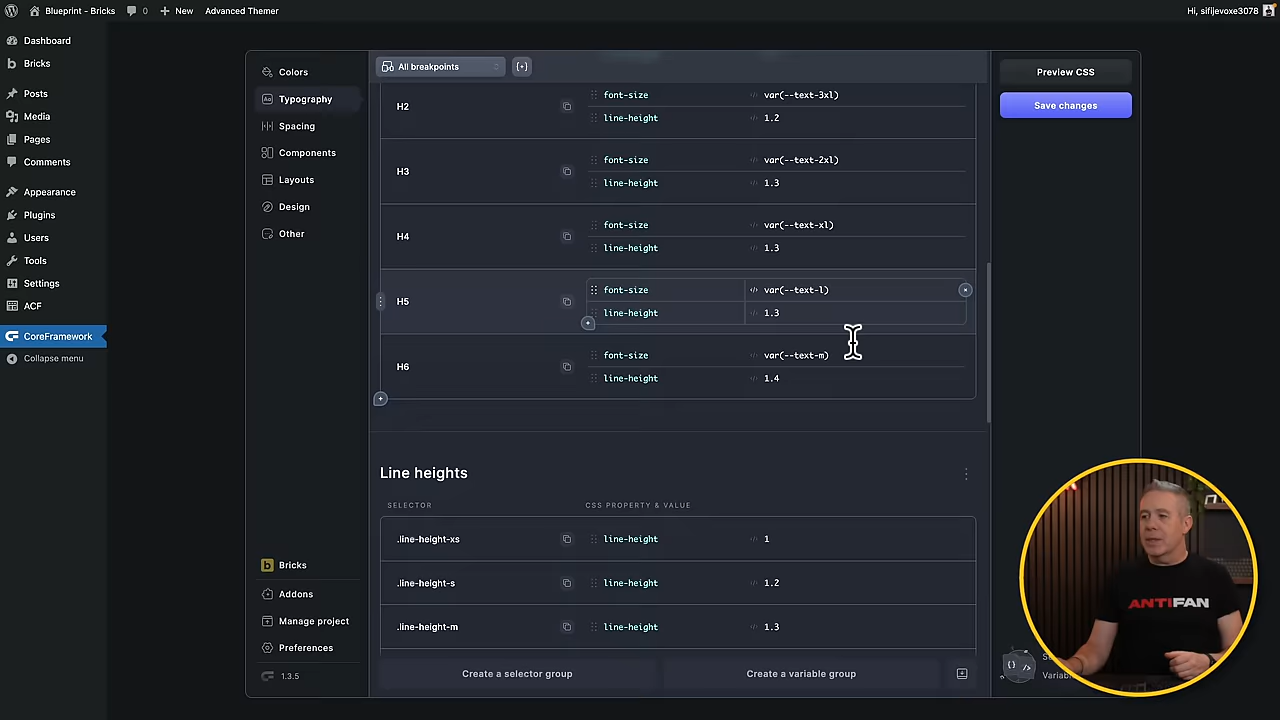 Blueprint - Bricks
0
New
Advanced Themer
Hi, sifijevoxe3078
Dashboard
Bricks
Posts
Media
Pages
Comments
Appearance
Plugins
Users
Tools
Settings
ACF
CoreFramework
Collapse menu
Colors
Typography
Spacing
Components
Layouts
Design
Other
Bricks
Addons
Manage project
Preferences
1.3.5
All breakpoints
H2
font-size var(--text-3xl)
line-height 1.2
H3
font-size var(--text-2xl)
line-height 1.3
H4
font-size var(--text-xl)
line-height 1.3
H5
font-size var(--text-l)
line-height 1.3
H6
font-size var(--text-m)
line-height 1.4
Line heights
SELECTOR CSS PROPERTY & VALUE
.line-height-xs line-height 1
.line-height-s line-height 1.2
.line-height-m line-height 1.3
Create a selector group
Create a variable group
Preview CSS
Save changes
ANTIFAN